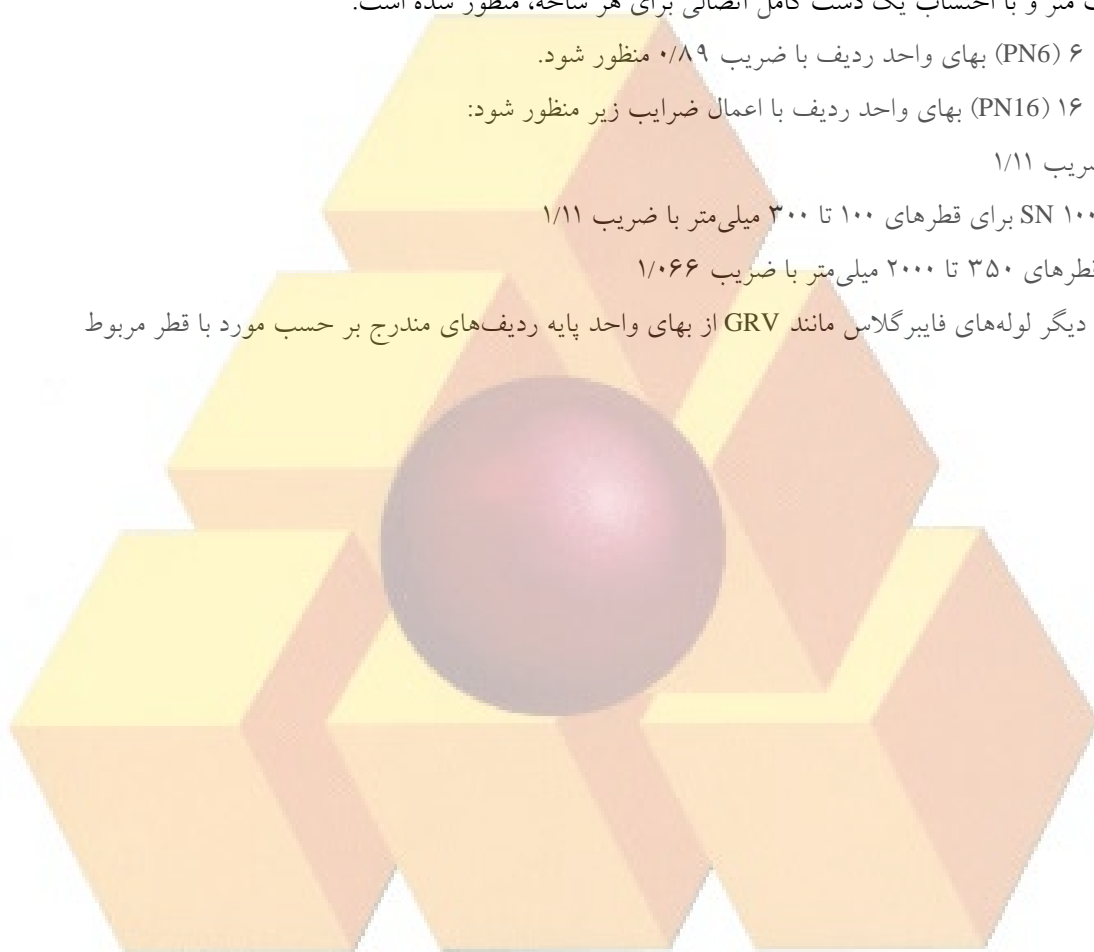 متر و با احتساب یک دست کامل اتصالی برای هر شاخه، منظور شده است.
۶ (PN6) بهای واحد ردیف با ضریب ۰/۸۹ منظور شود.
۱۶ (PN16) بهای واحد ردیف با اعمال ضرایب زیر منظور شود:
ضریب ۱/۱۱
SN ۱۰۰ برای قطرهای ۱۰۰ تا ۳۰۰ میلی‌متر با ضریب ۱/۱۱
قطرهای ۳۵۰ تا ۲۰۰۰ میلی‌متر با ضریب ۱/۰۶۶
دیگر لوله‌های فایبرگلاس مانند GRV از بهای واحد پایه ردیف‌های مندرج بر حسب مورد با قطر مربوط